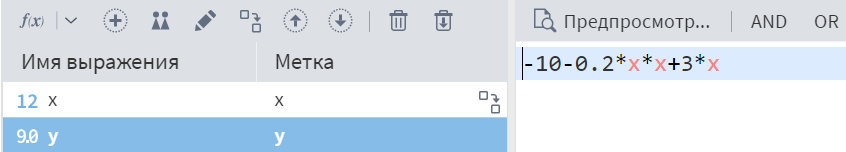 f(x) Предпросмотр... AND OR
Имя выражения Метка
-10-0.2*x*x+3*x
12 x x
9.0 y y